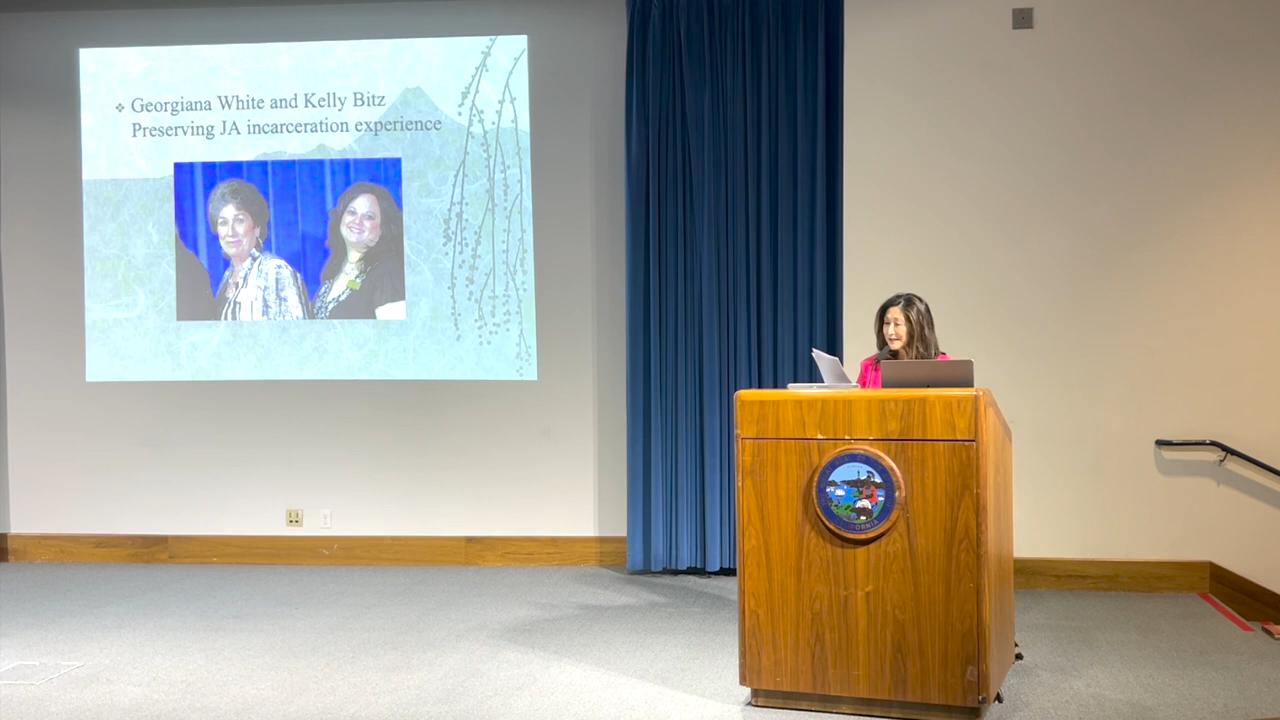 ❖ Georgiana White and Kelly Bitz
Preserving JA incarceration experience